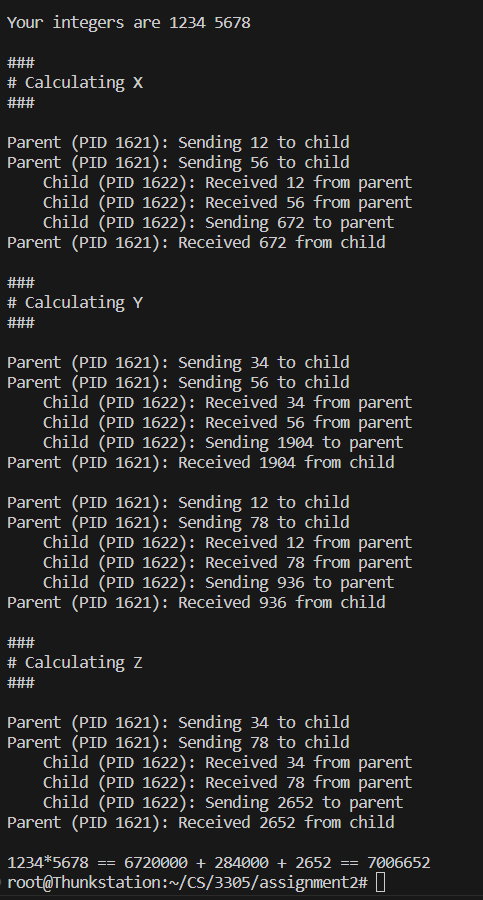 Your integers are 1234 5678
###
# Calculating X
###
Parent (PID 1621): Sending 12 to child
Parent (PID 1621): Sending 56 to child
Child (PID 1622): Received 12 from parent
Child (PID 1622): Received 56 from parent
Child (PID 1622): Sending 672 to parent
Parent (PID 1621): Received 672 from child
###
# Calculating Y
###
Parent (PID 1621): Sending 34 to child
Parent (PID 1621): Sending 56 to child
Child (PID 1622): Received 34 from parent
Child (PID 1622): Received 56 from parent
Child (PID 1622): Sending 1904 to parent
Parent (PID 1621): Received 1904 from child
Parent (PID 1621): Sending 12 to child
Parent (PID 1621): Sending 78 to child
Child (PID 1622): Received 12 from parent
Child (PID 1622): Received 78 from parent
Child (PID 1622): Sending 936 to parent
Parent (PID 1621): Received 936 from child
###
# Calculating Z
###
Parent (PID 1621): Sending 34 to child
Parent (PID 1621): Sending 78 to child
Child (PID 1622): Received 34 from parent
Child (PID 1622): Received 78 from parent
Child (PID 1622): Sending 2652 to parent
Parent (PID 1621): Received 2652 from child
1234*5678 == 6720000 + 284000 + 2652 == 7006652
root@Thunkstation:~/CS/3305/assignment2#